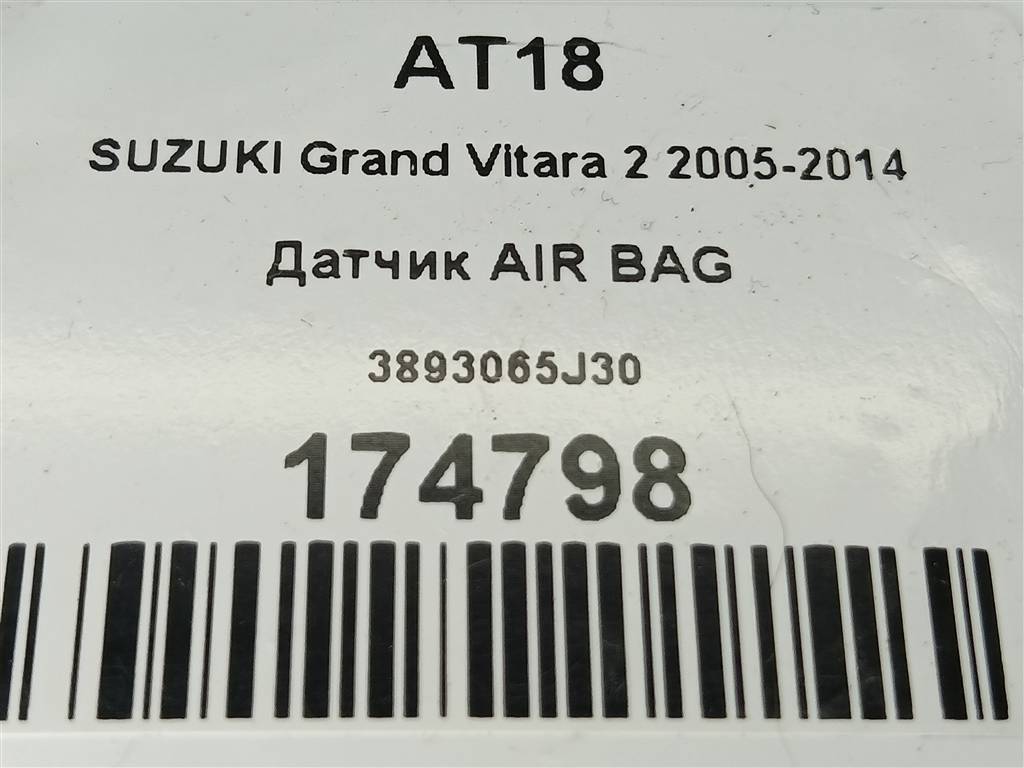 AT18
SUZUKI Grand Vitara 2 2005-2014
Датчик AIR BAG
3893065J30
174798